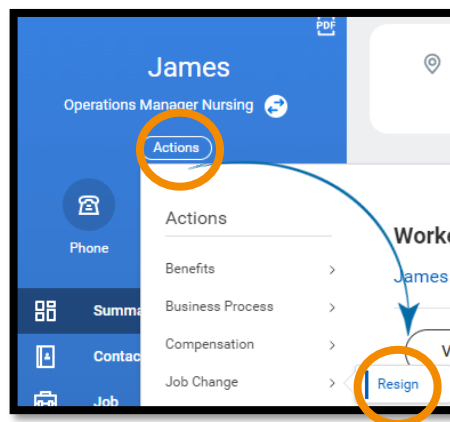 PDF
James
Operations Manager Nursing
Actions
Phone
Actions
Benefits
Business Process
Compensation
Job Change
Resign
Worke
James
V
Summa
Contac
Job